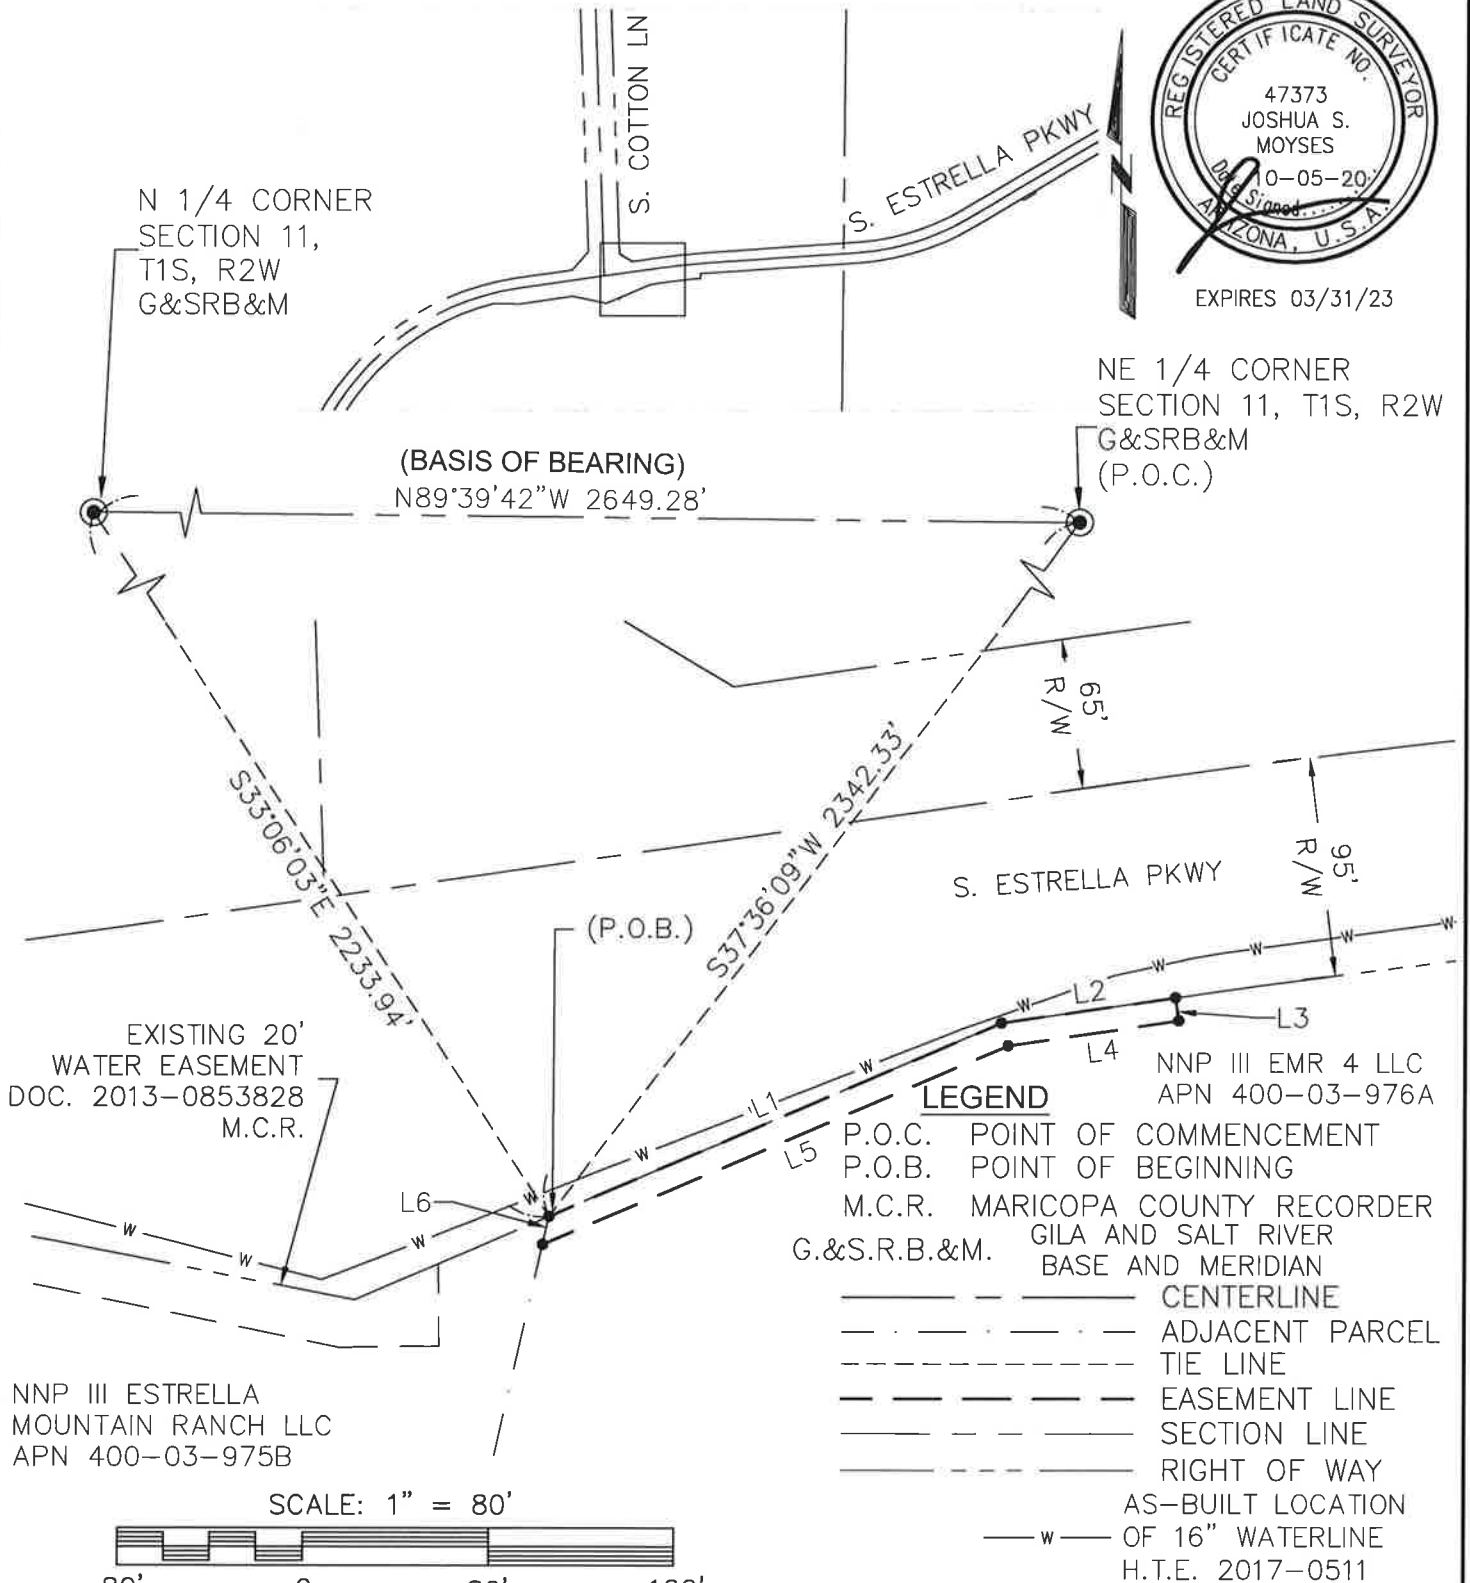 S. COTTON LN
S. ESTRELLA PKWY
REGISTERED LAND SURVEYOR
CERTIFICATE NO.
47373
JOSHUA S.
MOYSES
10-05-20
Date Signed
ARIZONA, U.S.A.
EXPIRES 03/31/23
N 1/4 CORNER
SECTION 11,
T1S, R2W
G&SRB&M
NE 1/4 CORNER
SECTION 11, T1S, R2W
G&SRB&M
(P.O.C.)
(BASIS OF BEARING)
N89°39'42"W 2649.28'
65'
R/W
S33°06'03"E 2233.94'
S37°36'09"W 2342.33'
95'
R/W
S. ESTRELLA PKWY
(P.O.B.)
W W W W W W W W W W
L2
L3
L4
L1
L5
L6
EXISTING 20'
WATER EASEMENT
DOC. 2013-0853828
M.C.R.
NNP III EMR 4 LLC
APN 400-03-976A
LEGEND
P.O.C. POINT OF COMMENCEMENT
P.O.B. POINT OF BEGINNING
M.C.R. MARICOPA COUNTY RECORDER
G.&S.R.B.&M. GILA AND SALT RIVER
BASE AND MERIDIAN
CENTERLINE
ADJACENT PARCEL
TIE LINE
EASEMENT LINE
SECTION LINE
RIGHT OF WAY
AS-BUILT LOCATION
W OF 16" WATERLINE
H.T.E. 2017-0511
NNP III ESTRELLA
MOUNTAIN RANCH LLC
APN 400-03-975B
SCALE: 1" = 80'